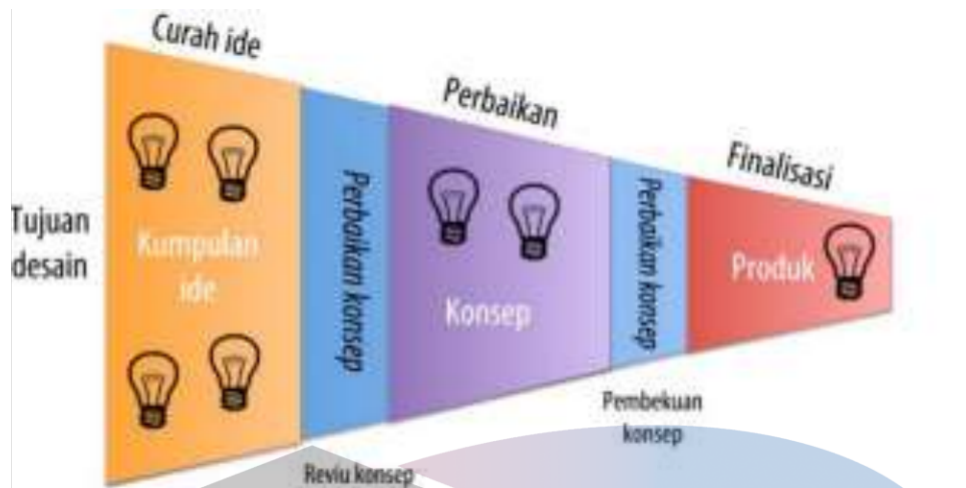 Curah ide
Perbaikan
Finalisasi
Tujuan
desain
Kumpulan
ide
Perbaikan konsep
Konsep
Perbaikan konsep
Produk
Reviu konsep
Pembekuan
konsep